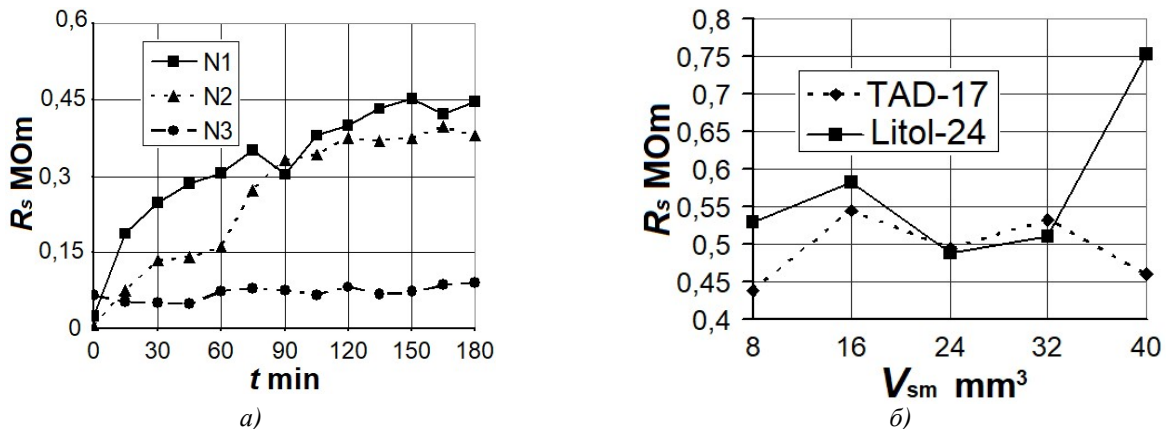 0,6
0,45
0,3
0,15
0
Rs MOm
N1
N2
N3
0 30 60 90 120 150 180
t min
а)
0,8
0,75
0,7
0,65
0,6
0,55
0,5
0,45
0,4
Rs MOm
TAD-17
Litol-24
8 16 24 32 40
Vsm mm³
б)